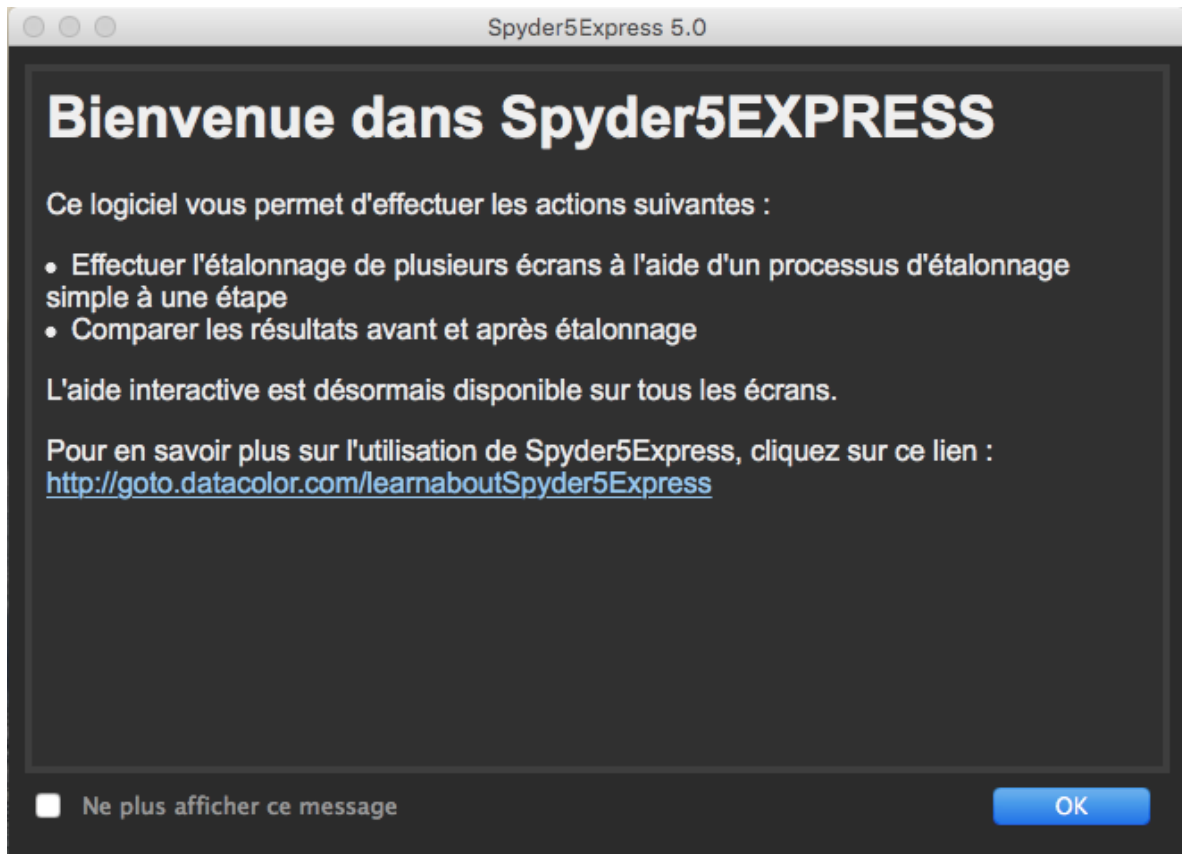 Spyder5Express 5.0
Bienvenue dans Spyder5EXPRESS
Ce logiciel vous permet d'effectuer les actions suivantes :
• Effectuer l'étalonnage de plusieurs écrans à l'aide d'un processus d'étalonnage
simple à une étape
• Comparer les résultats avant et après étalonnage
L'aide interactive est désormais disponible sur tous les écrans.
Pour en savoir plus sur l'utilisation de Spyder5Express, cliquez sur ce lien :
http://goto.datacolor.com/learnaboutSpyder5Express
Ne plus afficher ce message
OK